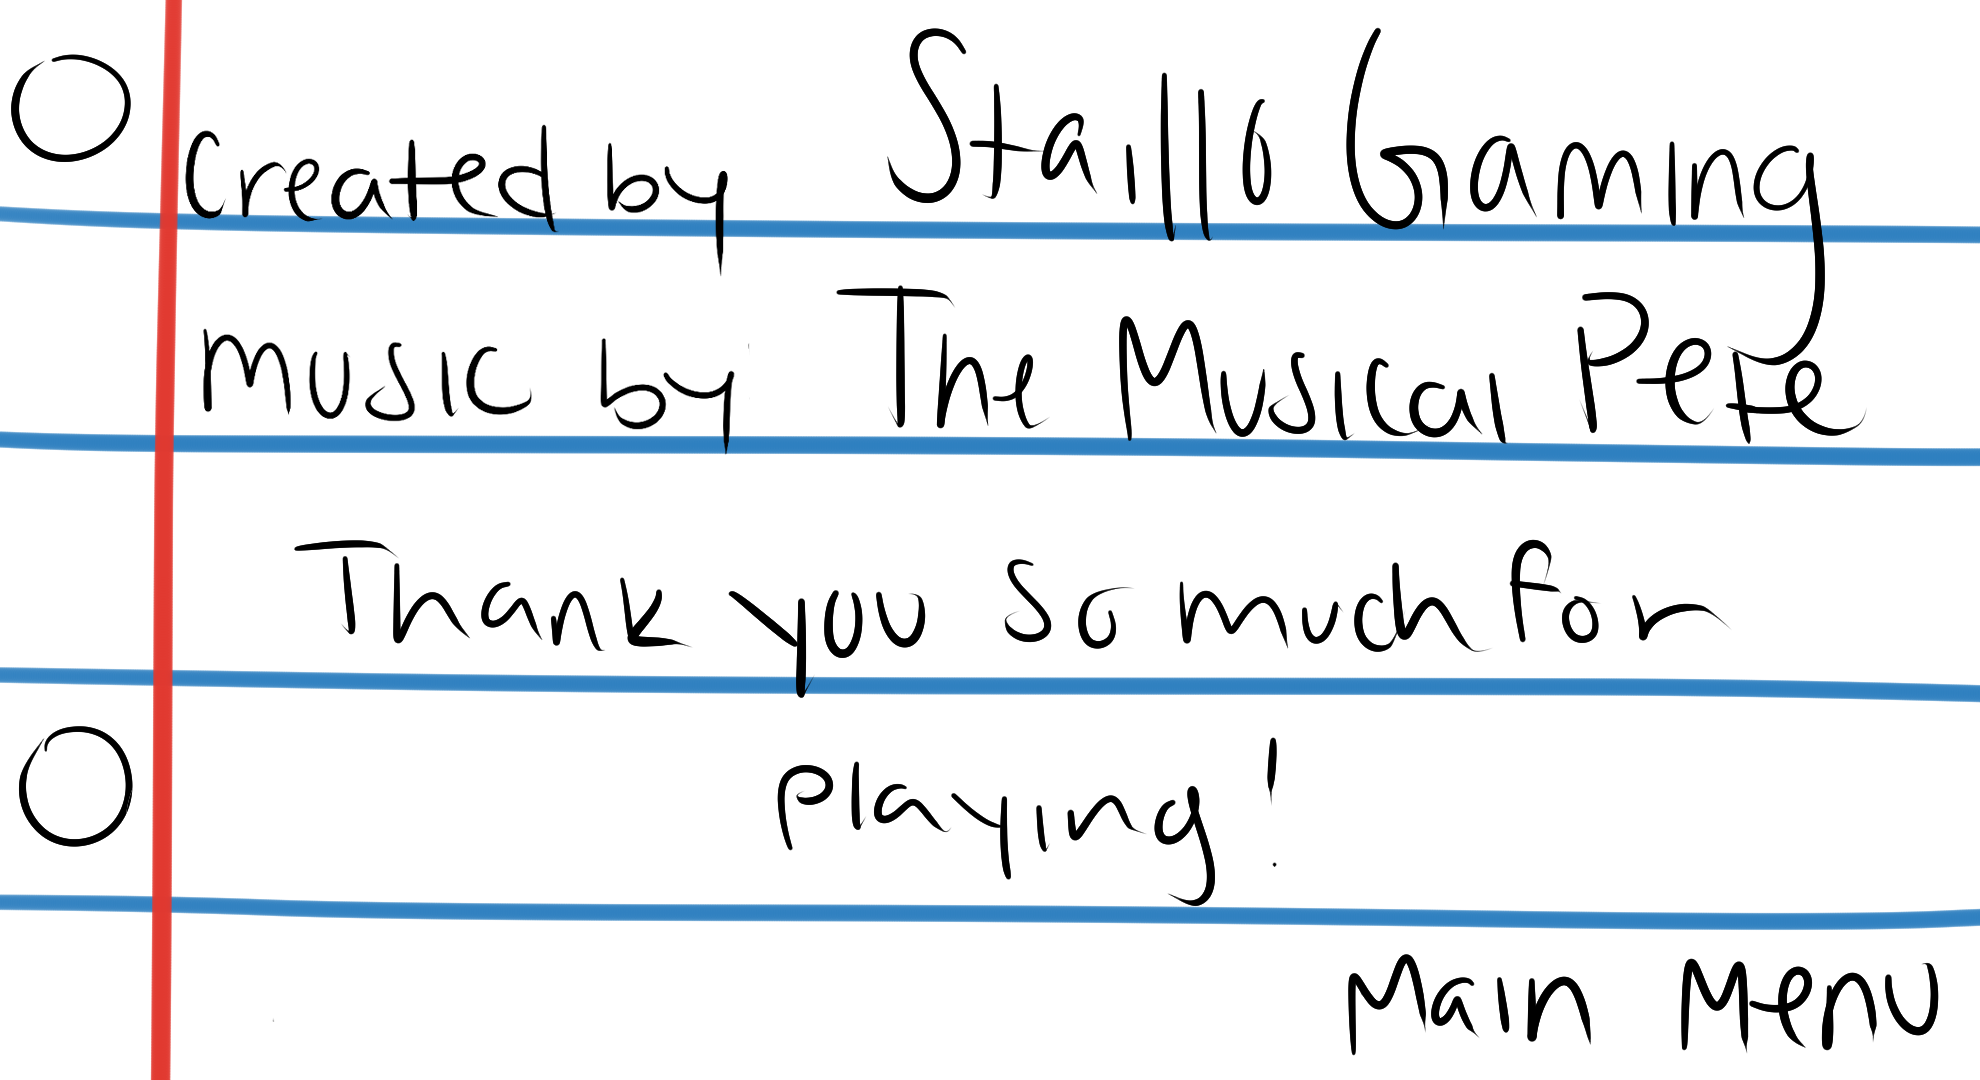 Created by Staillo Gaming
music by The Musical Pete
Thank you so much for
playing!
Main Menu